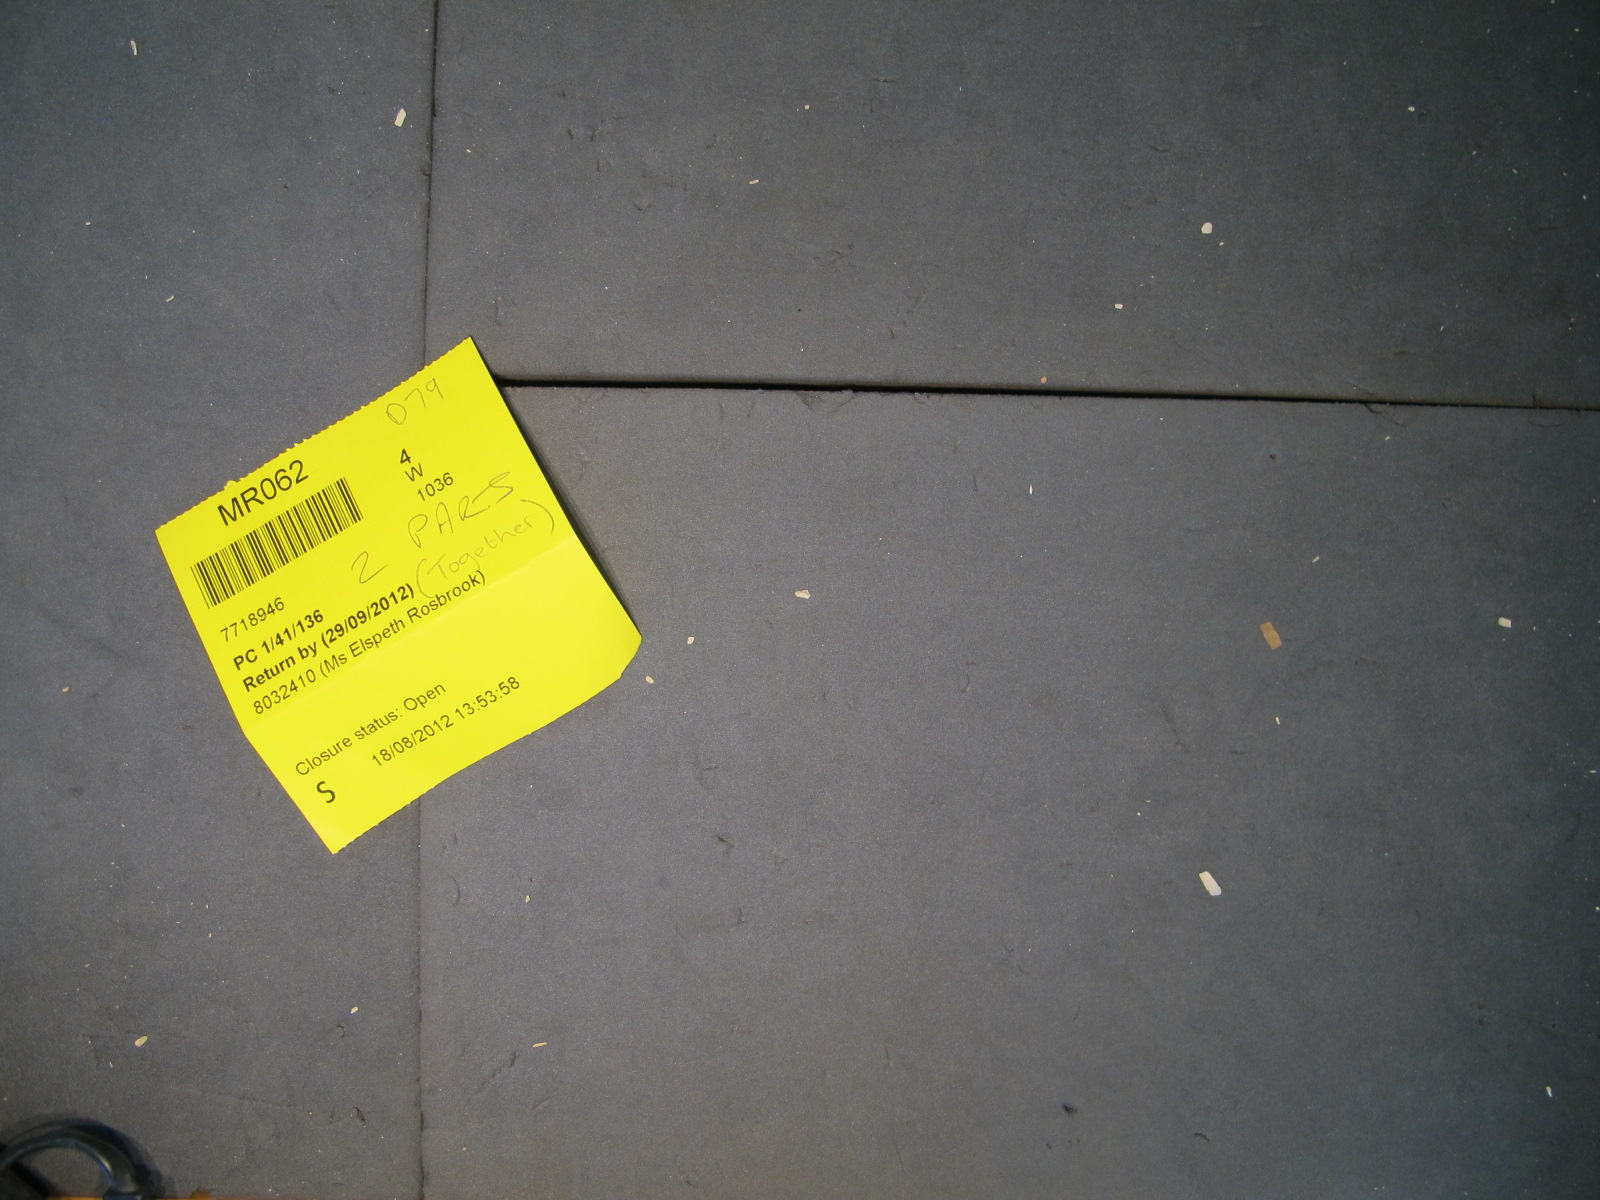 D79
MR062
4
W
1036
2 PARTS
(Together)
7718946
PC 1/41/136
Return by (29/09/2012)
8032410 (Ms Elspeth Rosbrook)
Closure status: Open
18/08/2012 13:53:58
S